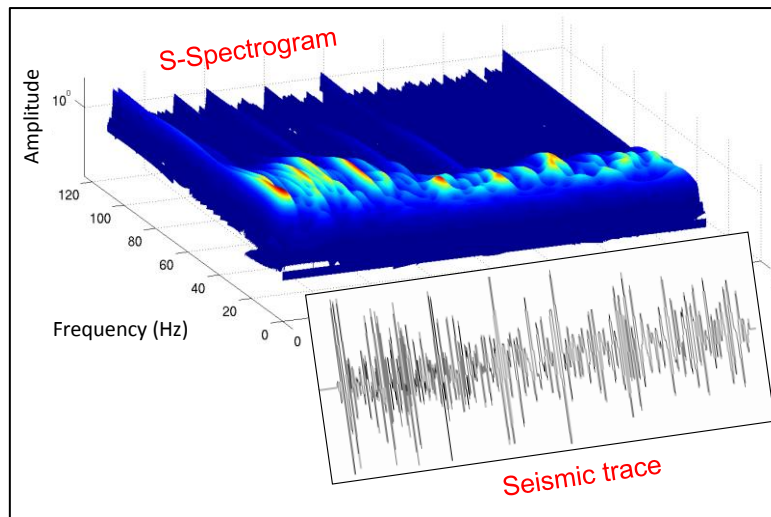 S-Spectrogram
Amplitude
10⁰
120
100
80
60
40
20
0
0
Frequency (Hz)
Seismic trace